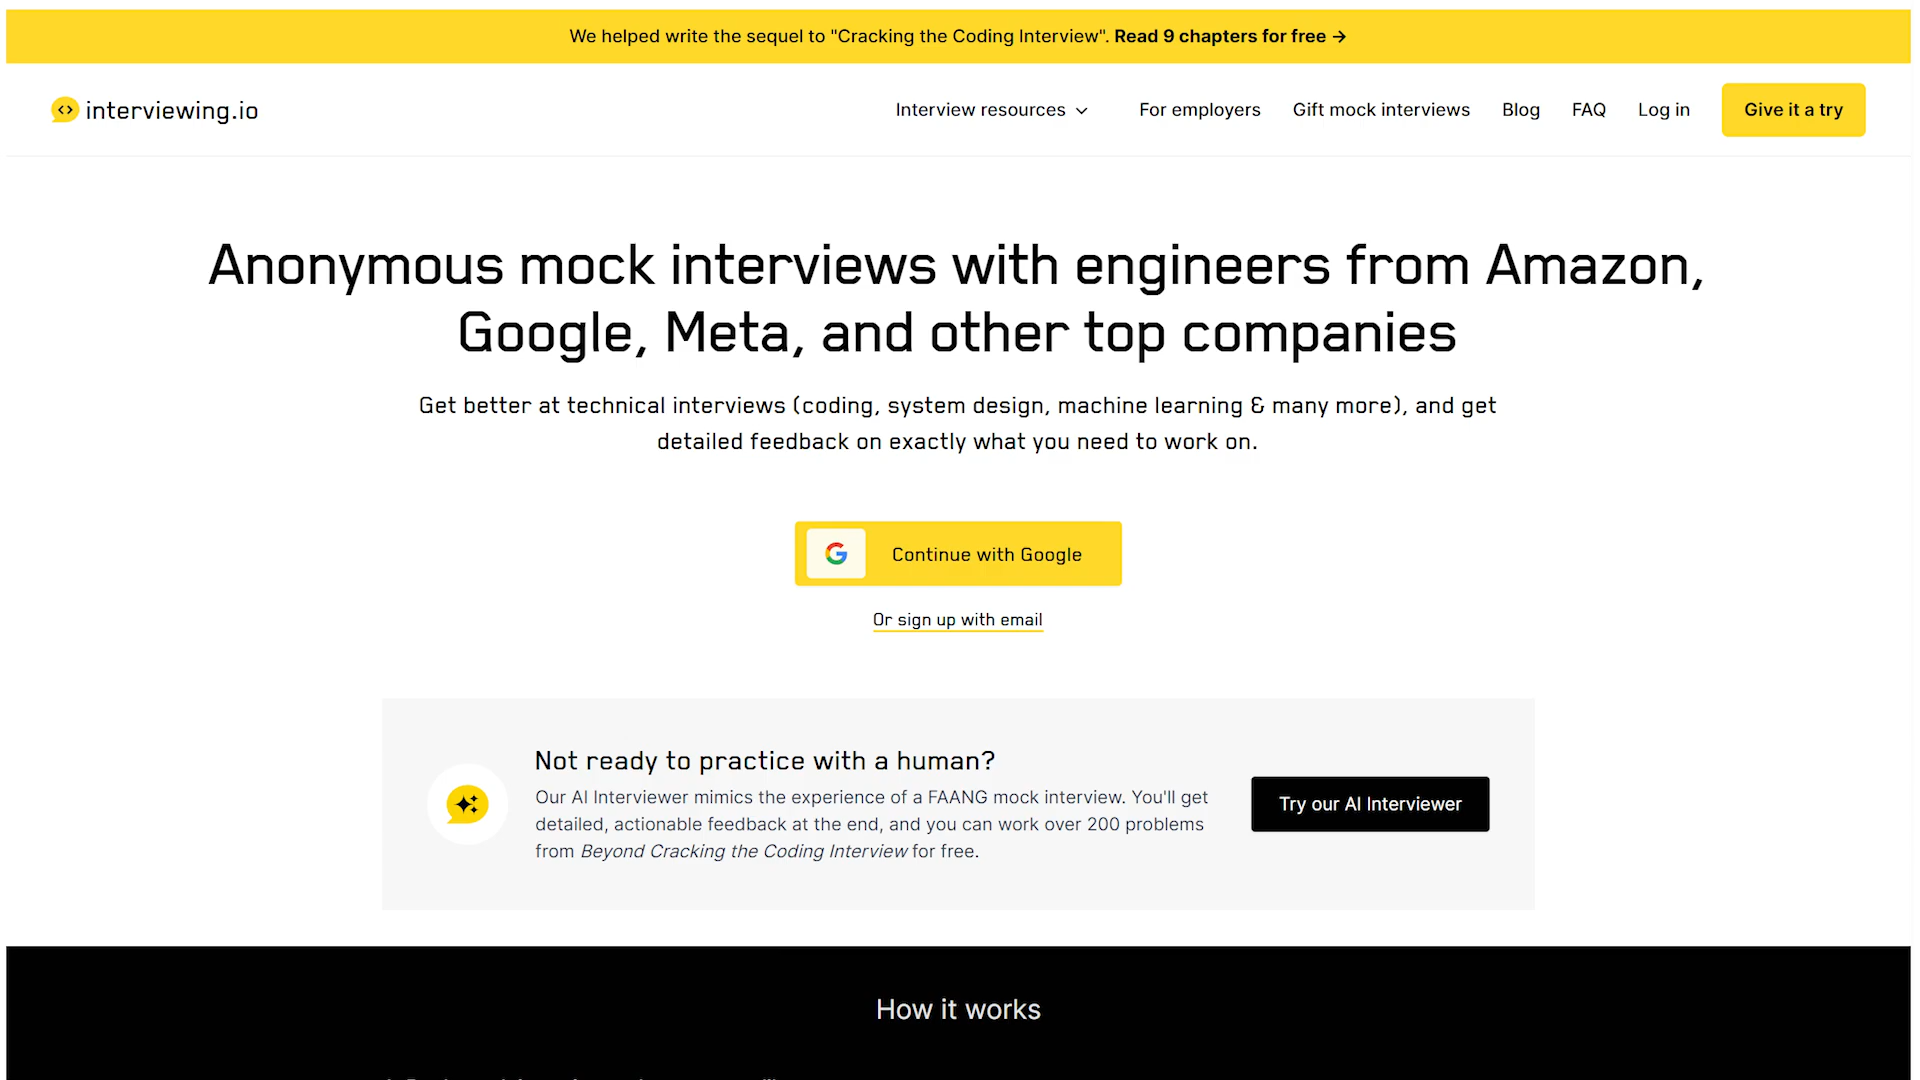 We helped write the sequel to "Cracking the Coding Interview". Read 9 chapters for free →
interviewing.io
Interview resources
For employers
Gift mock interviews
Blog
FAQ
Log in
Give it a try
Anonymous mock interviews with engineers from Amazon,
Google, Meta, and other top companies
Get better at technical interviews (coding, system design, machine learning & many more), and get
detailed feedback on exactly what you need to work on.
Continue with Google
Or sign up with email
Not ready to practice with a human?
Our AI Interviewer mimics the experience of a FAANG mock interview. You'll get
detailed, actionable feedback at the end, and you can work over 200 problems
from Beyond Cracking the Coding Interview for free.
Try our AI Interviewer
How it works